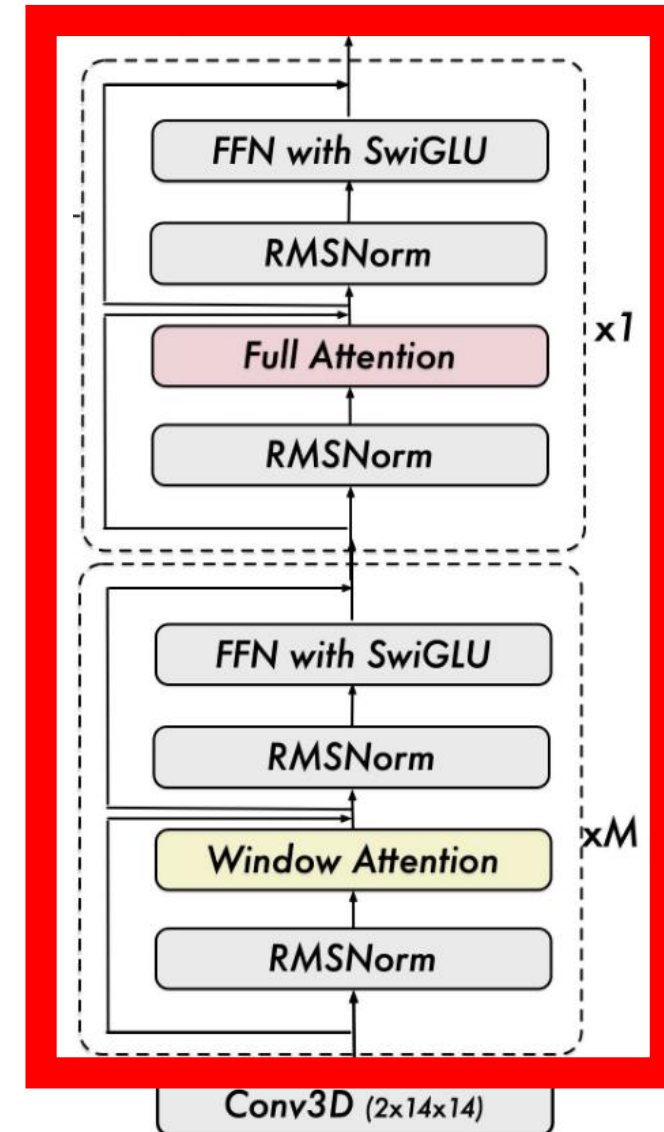 FFN with SwiGLU
RMSNorm
x1
Full Attention
RMSNorm
FFN with SwiGLU
RMSNorm
xM
Window Attention
RMSNorm
Conv3D (2x14x14)